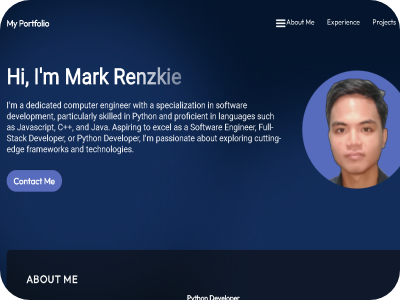 My Portfolio
About Me Experience Projects
Hi, I'm Mark Renzkie
I'm a dedicated computer engineer with a specialization in software
development, particularly skilled in Python and proficient in languages such
as Javascript, C++, and Java. Aspiring to excel as a Software Engineer, Full-
Stack Developer, or Python Developer, I'm passionate about exploring cutting-
edge frameworks and technologies.
Contact Me
ABOUT ME
Python Developer